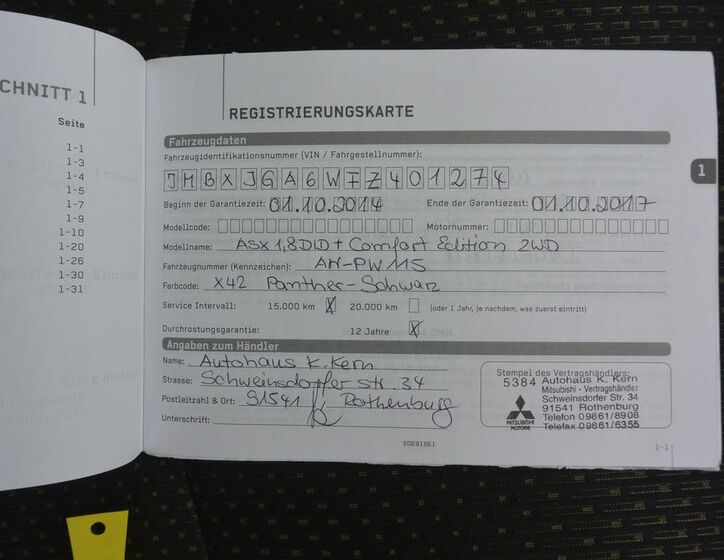 CHNITT 1
Seite
1-1
1-3
1-4
1-5
1-7
1-9
1-10
1-20
1-26
1-30
1-31
REGISTRIERUNGSKARTE
Fahrzeugdaten
Fahrzeugidentifikationsnummer (VIN / Fahrgestellnummer):
JMBXJGA6WFZ401274
Beginn der Garantiezeit: 01.10.2014 Ende der Garantiezeit: 01.10.2017
Modellcode: Motornummer:
Modellname: ASX 1,8 DID+ Comfort Edition 2WD
Fahrzeugnummer (Kennzeichen): AN-PW 115
Farbcode: X42 Panther-Schwarz
Service Intervall: 15.000 km X 20.000 km (oder 1 Jahr, je nachdem, was zuerst eintritt)
Durchrostungsgarantie: 12 Jahre X
Angaben zum Händler
Name: Autohaus K. Kern
Strasse: Schweinsdorfer Str. 34
Postleitzahl & Ort: 91541 Rothenburg
Unterschrift:
Stempel des Vertragshändlers:
5384 Autohaus K. Kern
Mitsubishi - Vertragshändler
Schweinsdorfer Str. 34
91541 Rothenburg
Telefon 09861/8908
Telefax 09861/6355
MITSUBISHI
MOTORS
SDE815E1
1-1
1